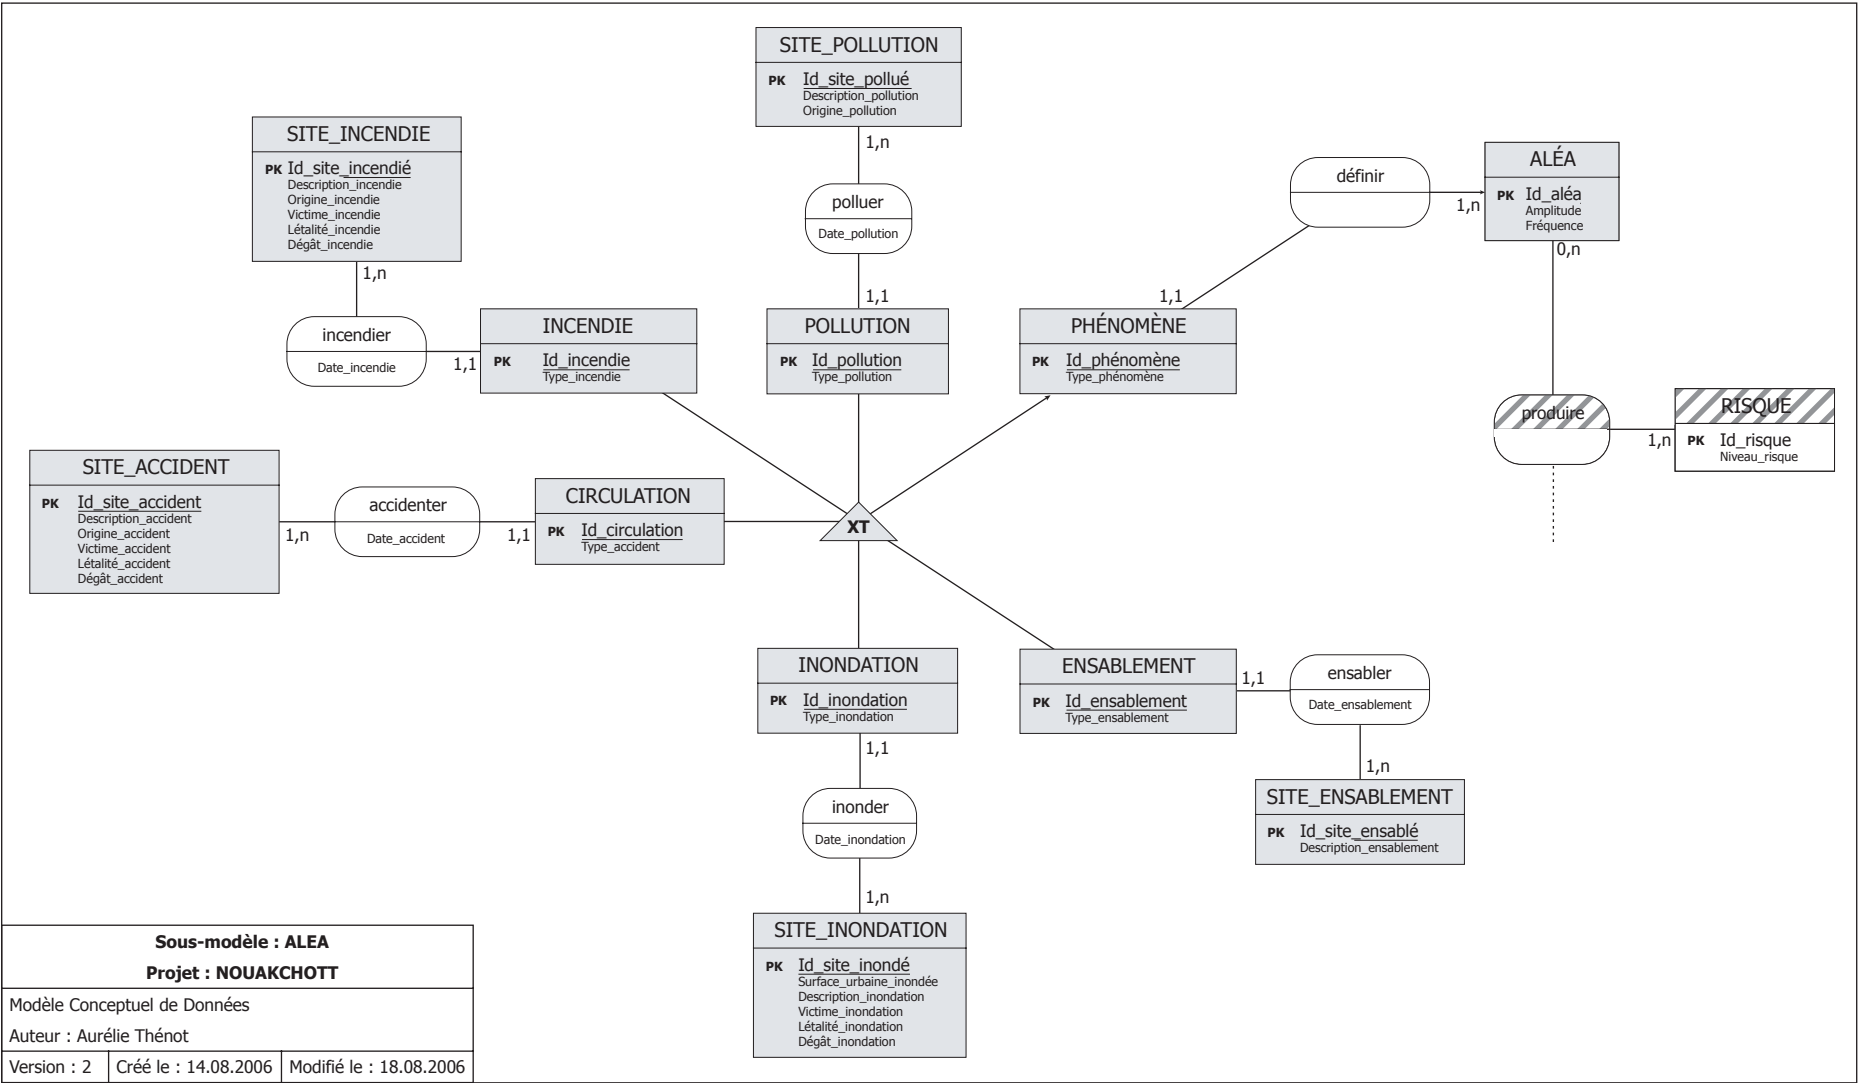 SITE_POLLUTION
PK Id_site_pollué
Description_pollution
Origine_pollution
1,n
polluer
Date_pollution
1,1
POLLUTION
PK Id_pollution
Type_pollution
SITE_INCENDIE
PK Id_site_incendié
Description_incendie
Origine_incendie
Victime_incendie
Létalité_incendie
Dégât_incendie
1,n
incendier
Date_incendie
1,1
INCENDIE
PK Id_incendie
Type_incendie
définir
1,n
ALÉA
PK Id_aléa
Amplitude
Fréquence
0,n
1,1
PHÉNOMÈNE
PK Id_phénomène
Type_phénomène
produire
1,n
RISQUE
PK Id_risque
Niveau_risque
SITE_ACCIDENT
PK Id_site_accident
Description_accident
Origine_accident
Victime_accident
Létalité_accident
Dégât_accident
1,n
accidenter
Date_accident
1,1
CIRCULATION
PK Id_circulation
Type_accident
XT
INONDATION
PK Id_inondation
Type_inondation
1,1
inonder
Date_inondation
1,n
SITE_INONDATION
PK Id_site_inondé
Surface_urbaine_inondée
Description_inondation
Victime_inondation
Létalité_inondation
Dégât_inondation
ENSABLEMENT
PK Id_ensablement
Type_ensablement
1,1
ensabler
Date_ensablement
1,n
SITE_ENSABLEMENT
PK Id_site_ensablé
Description_ensablement
Sous-modèle : ALEA
Projet : NOUAKCHOTT
Modèle Conceptuel de Données
Auteur : Aurélie Thénot
Version : 2 Créé le : 14.08.2006 Modifié le : 18.08.2006